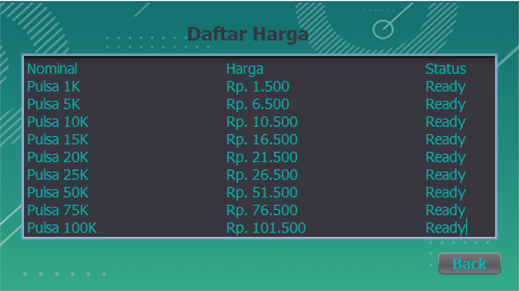 Daftar Harga
Nominal Harga Status
Pulsa 1K Rp. 1.500 Ready
Pulsa 5K Rp. 6.500 Ready
Pulsa 10K Rp. 10.500 Ready
Pulsa 15K Rp. 16.500 Ready
Pulsa 20K Rp. 21.500 Ready
Pulsa 25K Rp. 26.500 Ready
Pulsa 50K Rp. 51.500 Ready
Pulsa 75K Rp. 76.500 Ready
Pulsa 100K Rp. 101.500 Ready
Back